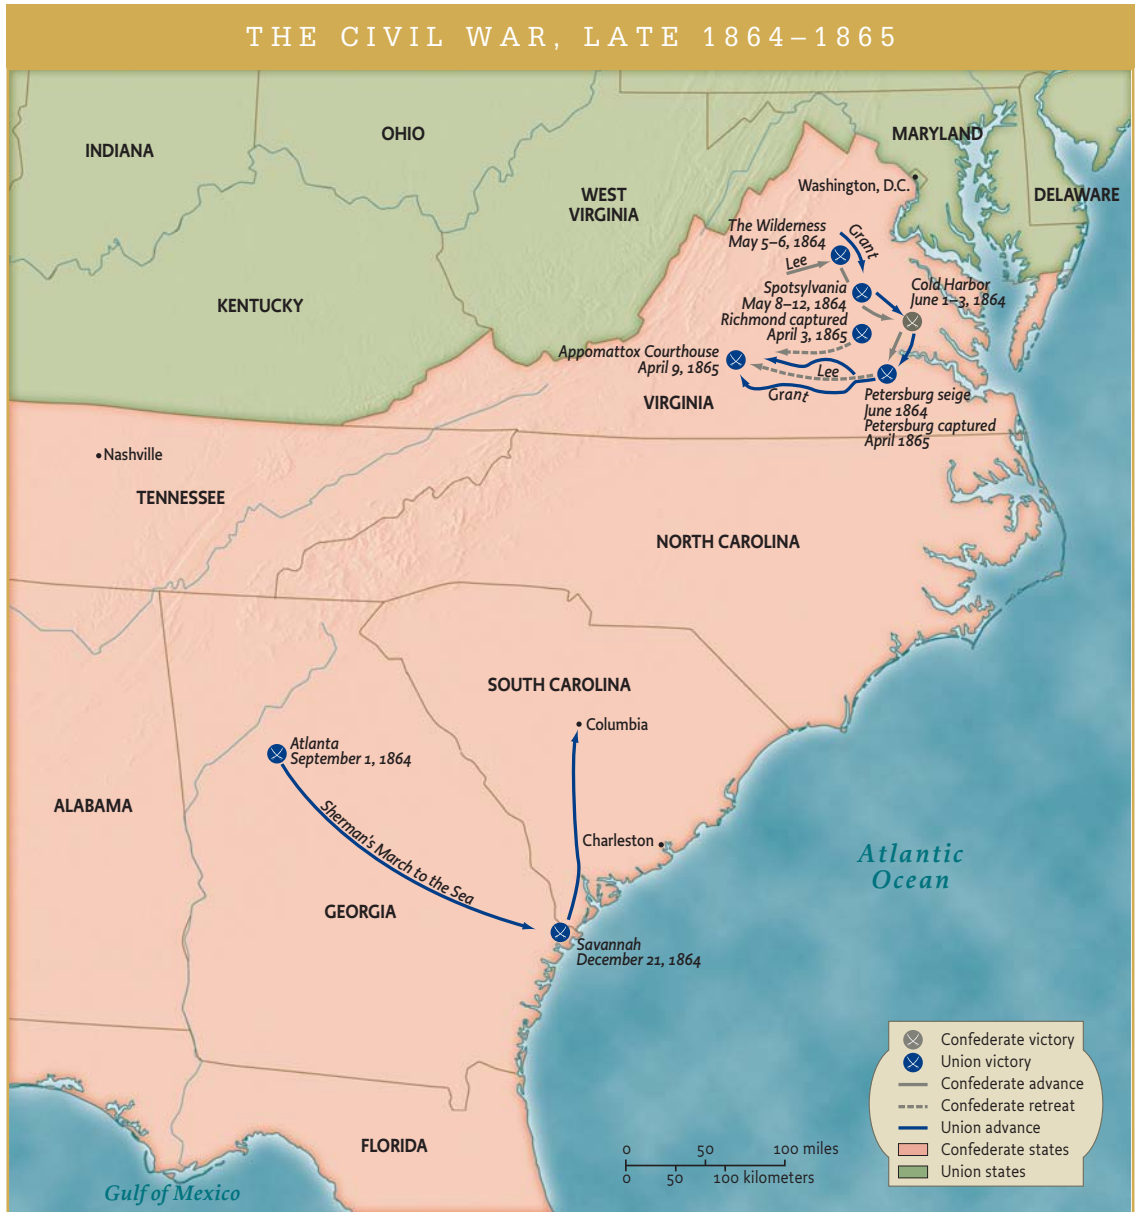 THE CIVIL WAR, LATE 1864–1865
INDIANA
OHIO
MARYLAND
WEST
VIRGINIA
Washington, D.C.
DELAWARE
The Wilderness
May 5–6, 1864
Grant
Lee
KENTUCKY
Spotsylvania
May 8–12, 1864
Cold Harbor
June 1–3, 1864
Richmond captured
April 3, 1865
Appomattox Courthouse
April 9, 1865
Lee
Grant
VIRGINIA
Petersburg seige
June 1864
Petersburg captured
April 1865
Nashville
TENNESSEE
NORTH CAROLINA
SOUTH CAROLINA
Columbia
Atlanta
September 1, 1864
ALABAMA
Sherman's March to the Sea
Charleston
Atlantic
Ocean
GEORGIA
Savannah
December 21, 1864
FLORIDA
Gulf of Mexico
0 50 100 miles
0 50 100 kilometers
Confederate victory
Union victory
Confederate advance
Confederate retreat
Union advance
Confederate states
Union states